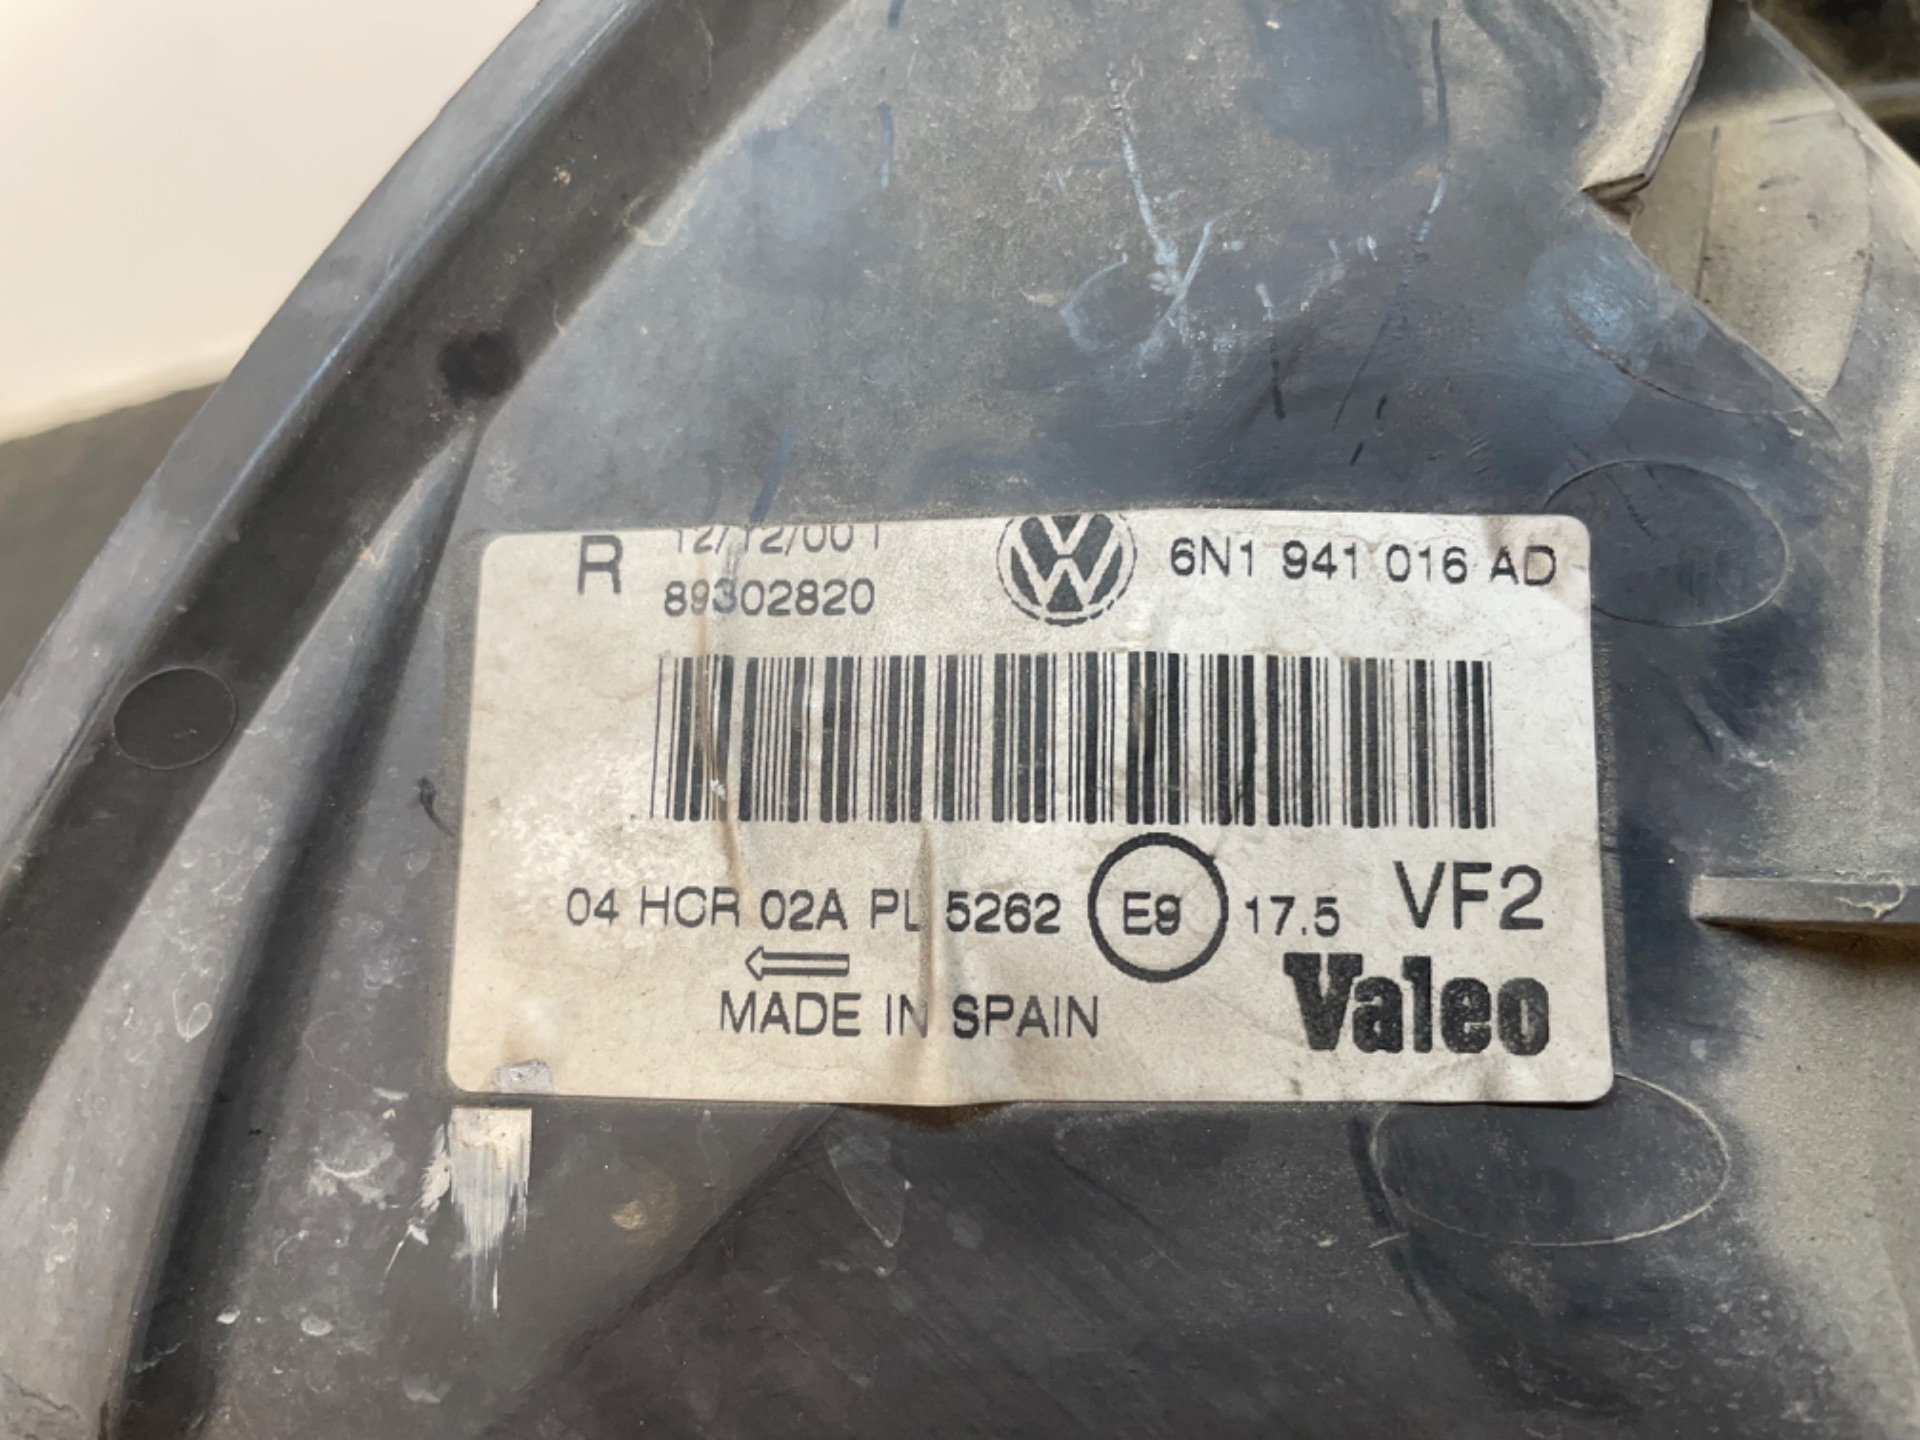 R 12/12/00 1
89302820
6N1 941 016 AD
04 HCR 02A PL 5262 E9 17.5 VF2
MADE IN SPAIN
Valeo